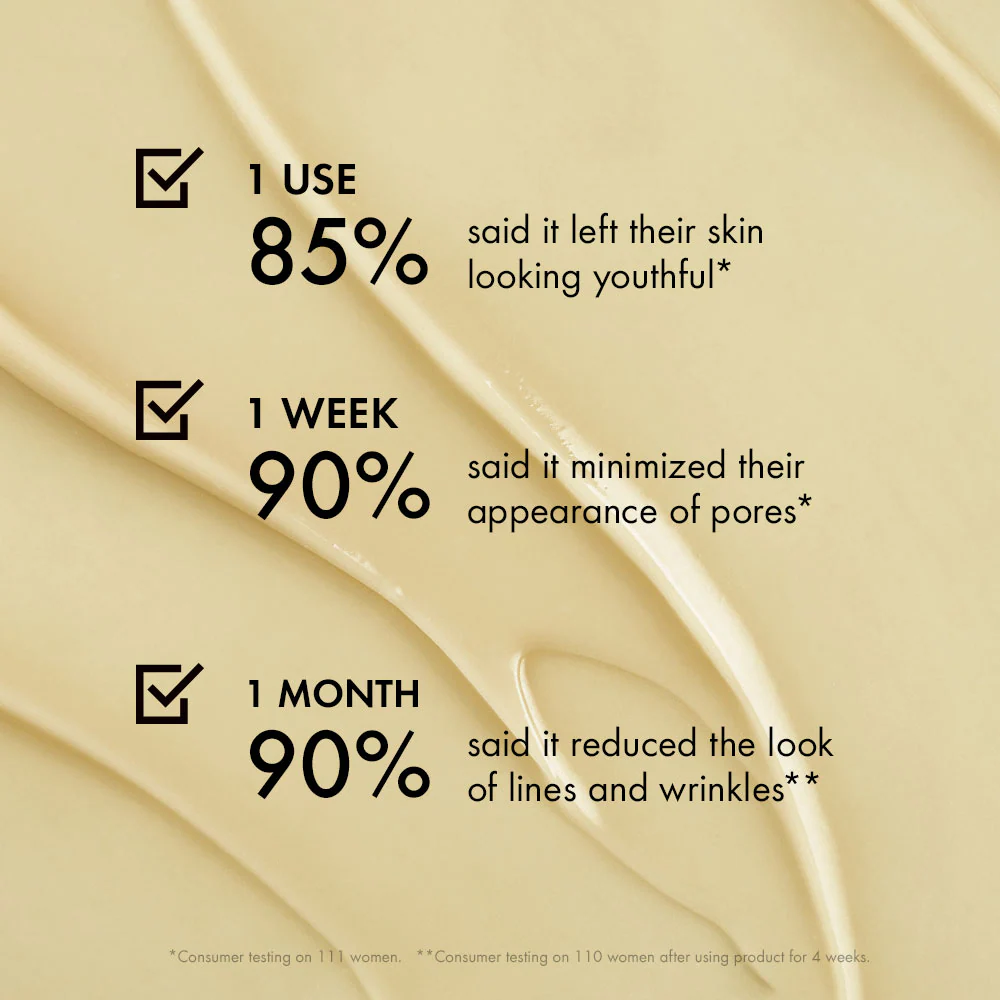 1 USE
85%
said it left their skin
looking youthful*
1 WEEK
90%
said it minimized their
appearance of pores*
1 MONTH
90%
said it reduced the look
of lines and wrinkles**
*Consumer testing on 111 women. **Consumer testing on 110 women after using product for 4 weeks.